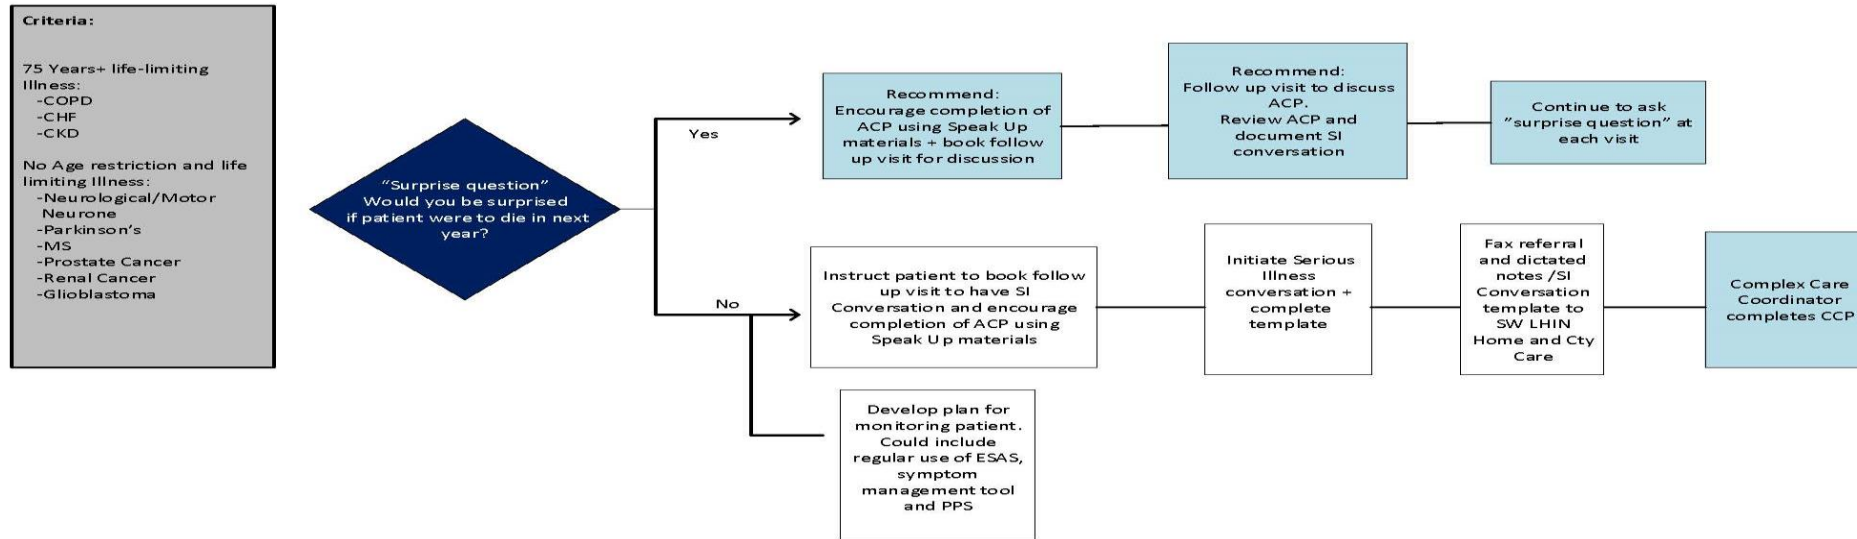 Criteria:
75 Years+ life-limiting
Illness:
-COPD
-CHF
-CKD
No Age restriction and life
limiting Illness:
-Neurological/Motor
Neurone
-Parkinson's
-MS
-Prostate Cancer
-Renal Cancer
-Glioblastoma
"Surprise question"
Would you be surprised
if patient were to die in next
year?
Yes
Recommend:
Encourage completion of
ACP using Speak Up
materials + book follow
up visit for discussion
Recommend:
Follow up visit to discuss
ACP.
Review ACP and
document SI
conversation
Continue to ask
"surprise question" at
each visit
No
Instruct patient to book follow
up visit to have SI
Conversation and encourage
completion of ACP using
Speak Up materials
Initiate Serious
Illness
conversation +
complete
template
Fax referral
and dictated
notes /SI
Conversation
template to
SW LHIN
Home and Cty
Care
Complex Care
Coordinator
completes CCP
Develop plan for
monitoring patient.
Could include
regular use of ESAS,
symptom
management tool
and PPS